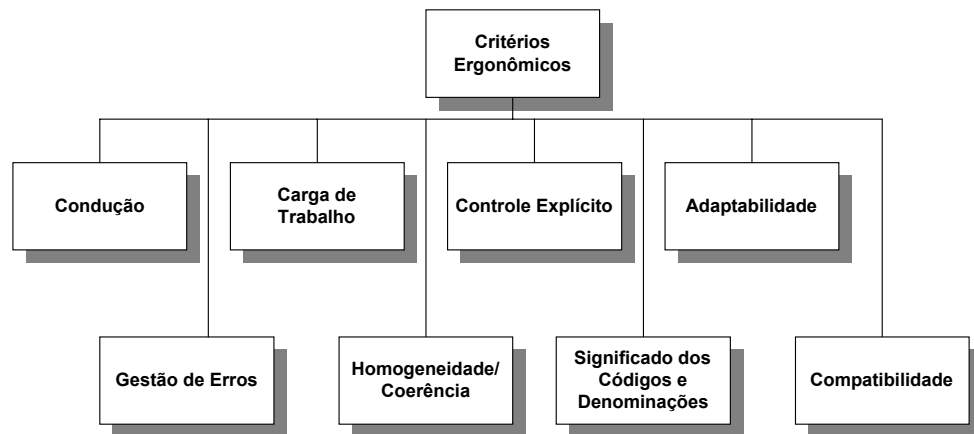 Critérios
Ergonômicos
Condução
Carga de
Trabalho
Controle Explícito
Adaptabilidade
Gestão de Erros
Homogeneidade/
Coerência
Significado dos
Códigos e
Denominações
Compatibilidade